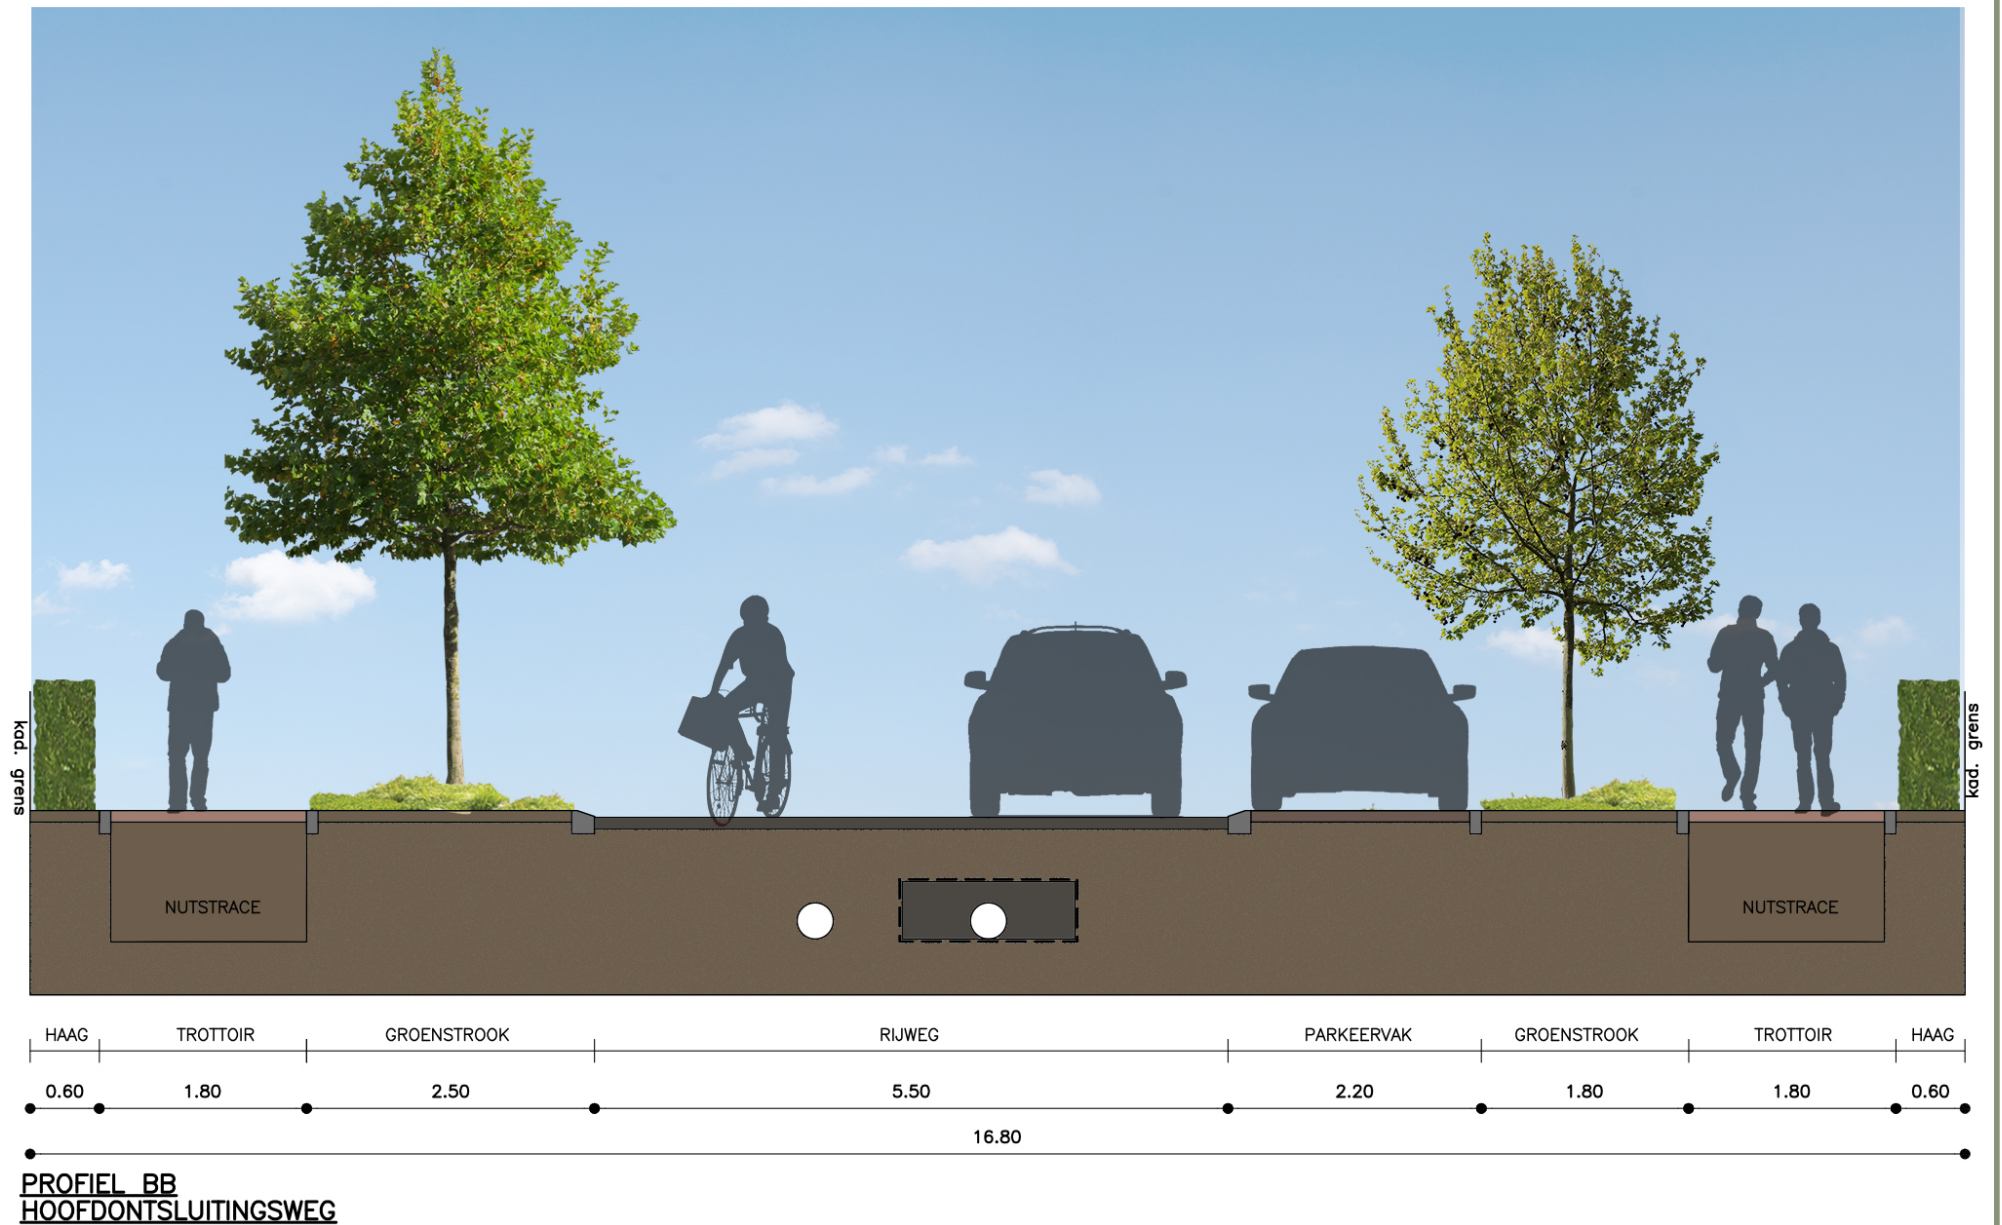 kad. grens
kad. grens
NUTSTRACE
NUTSTRACE
HAAG TROTTOIR GROENSTROOK RIJWEG PARKEERVAK GROENSTROOK TROTTOIR HAAG
0.60 1.80 2.50 5.50 2.20 1.80 1.80 0.60
16.80
PROFIEL BB
HOOFDONTSLUITINGSWEG